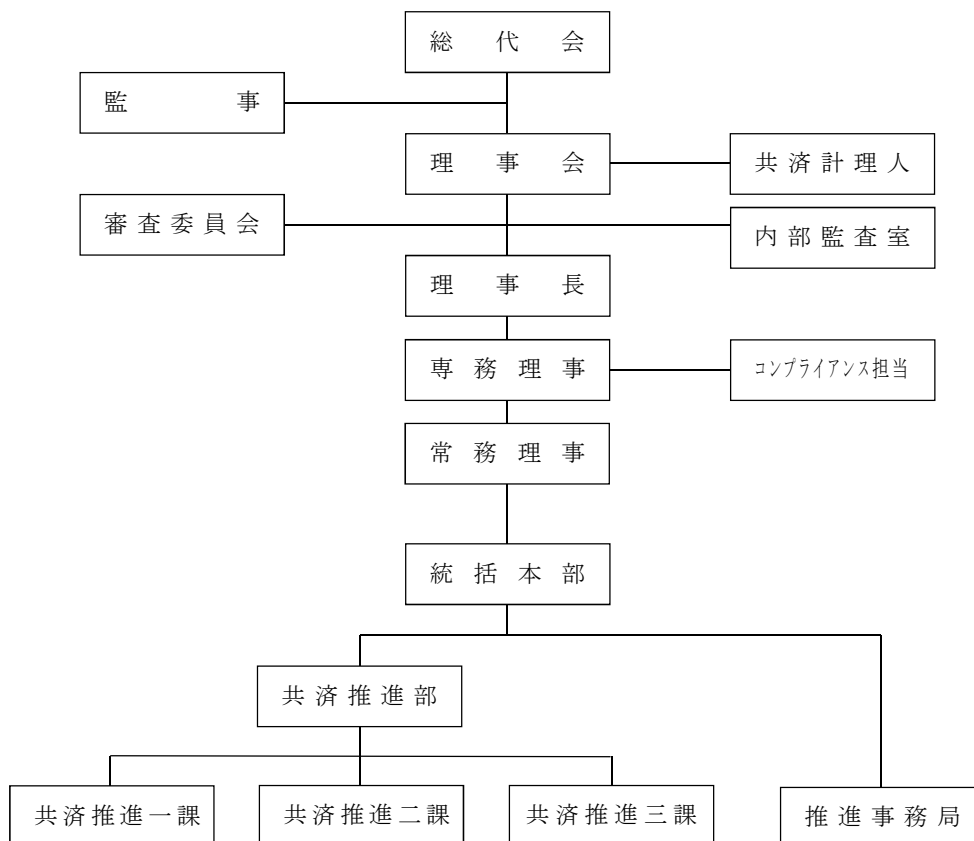 総代会
監事
理事会
共済計理人
審査委員会
内部監査室
理事長
専務理事
コンプライアンス担当
常務理事
統括本部
共済推進部
共済推進一課
共済推進二課
共済推進三課
推進事務局